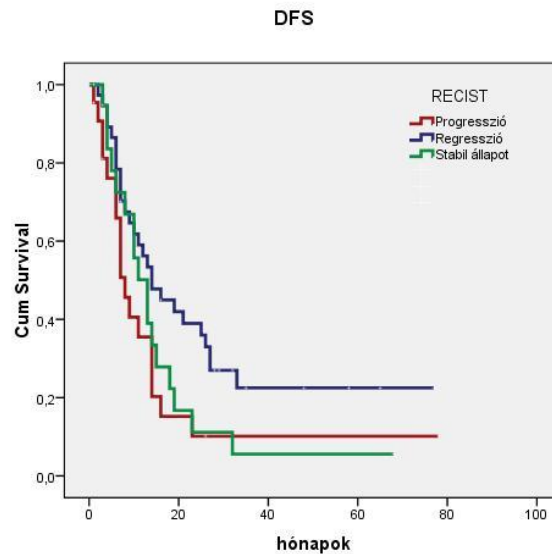 DFS
RECIST
Progresszió
Regresszió
Stabil állapot
Cum Survival
1,0
0,8
0,6
0,4
0,2
0,0
0 20 40 60 80 100
hónapok